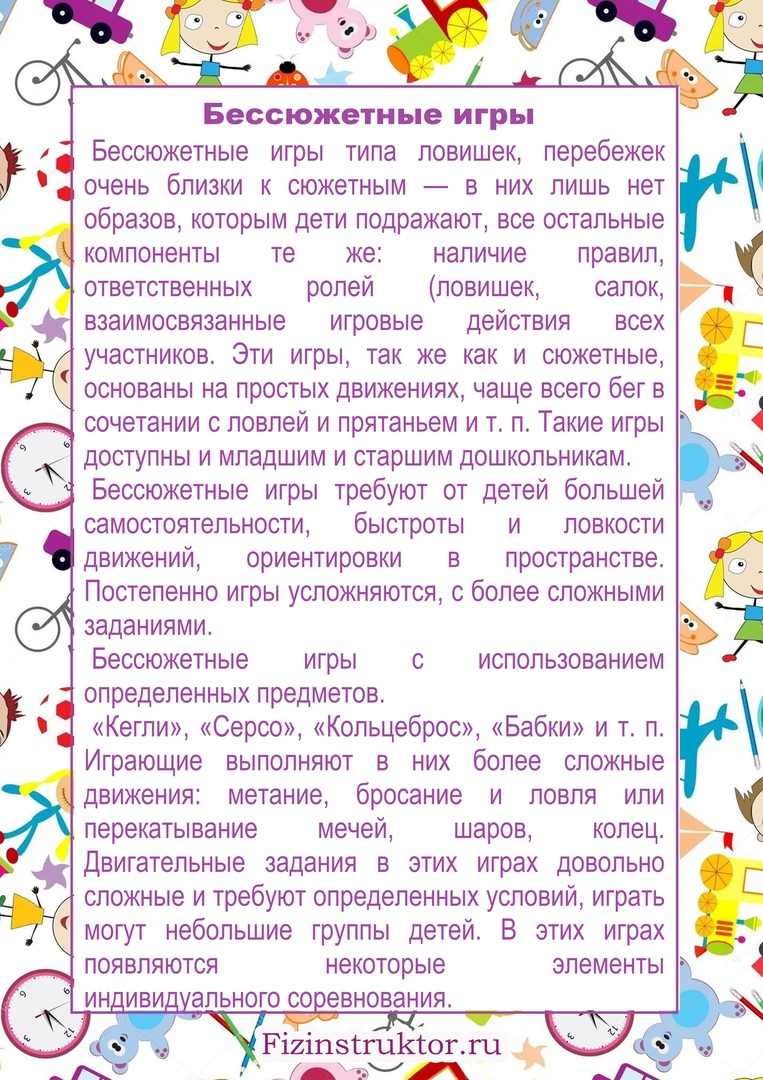 Бессюжетные игры
Бессюжетные игры типа ловишек, перебежек
очень близки к сюжетным — в них лишь нет
образов, которым дети подражают, все остальные
компоненты те же: наличие правил,
ответственных ролей (ловишек, салок,
взаимосвязанные игровые действия всех
участников. Эти игры, так же как и сюжетные,
основаны на простых движениях, чаще всего бег в
сочетании с ловлей и прятаньем и т. п. Такие игры
доступны и младшим и старшим дошкольникам.
Бессюжетные игры требуют от детей большей
самостоятельности, быстроты и ловкости
движений, ориентировки в пространстве.
Постепенно игры усложняются, с более сложными
заданиями.
Бессюжетные игры с использованием
определенных предметов.
«Кегли», «Серсо», «Кольцеброс», «Бабки» и т. п.
Играющие выполняют в них более сложные
движения: метание, бросание и ловля или
перекатывание мечей, шаров, колец.
Двигательные задания в этих играх довольно
сложные и требуют определенных условий, играть
могут небольшие группы детей. В этих играх
появляются некоторые элементы
индивидуального соревнования.
Fizinstruktor.ru